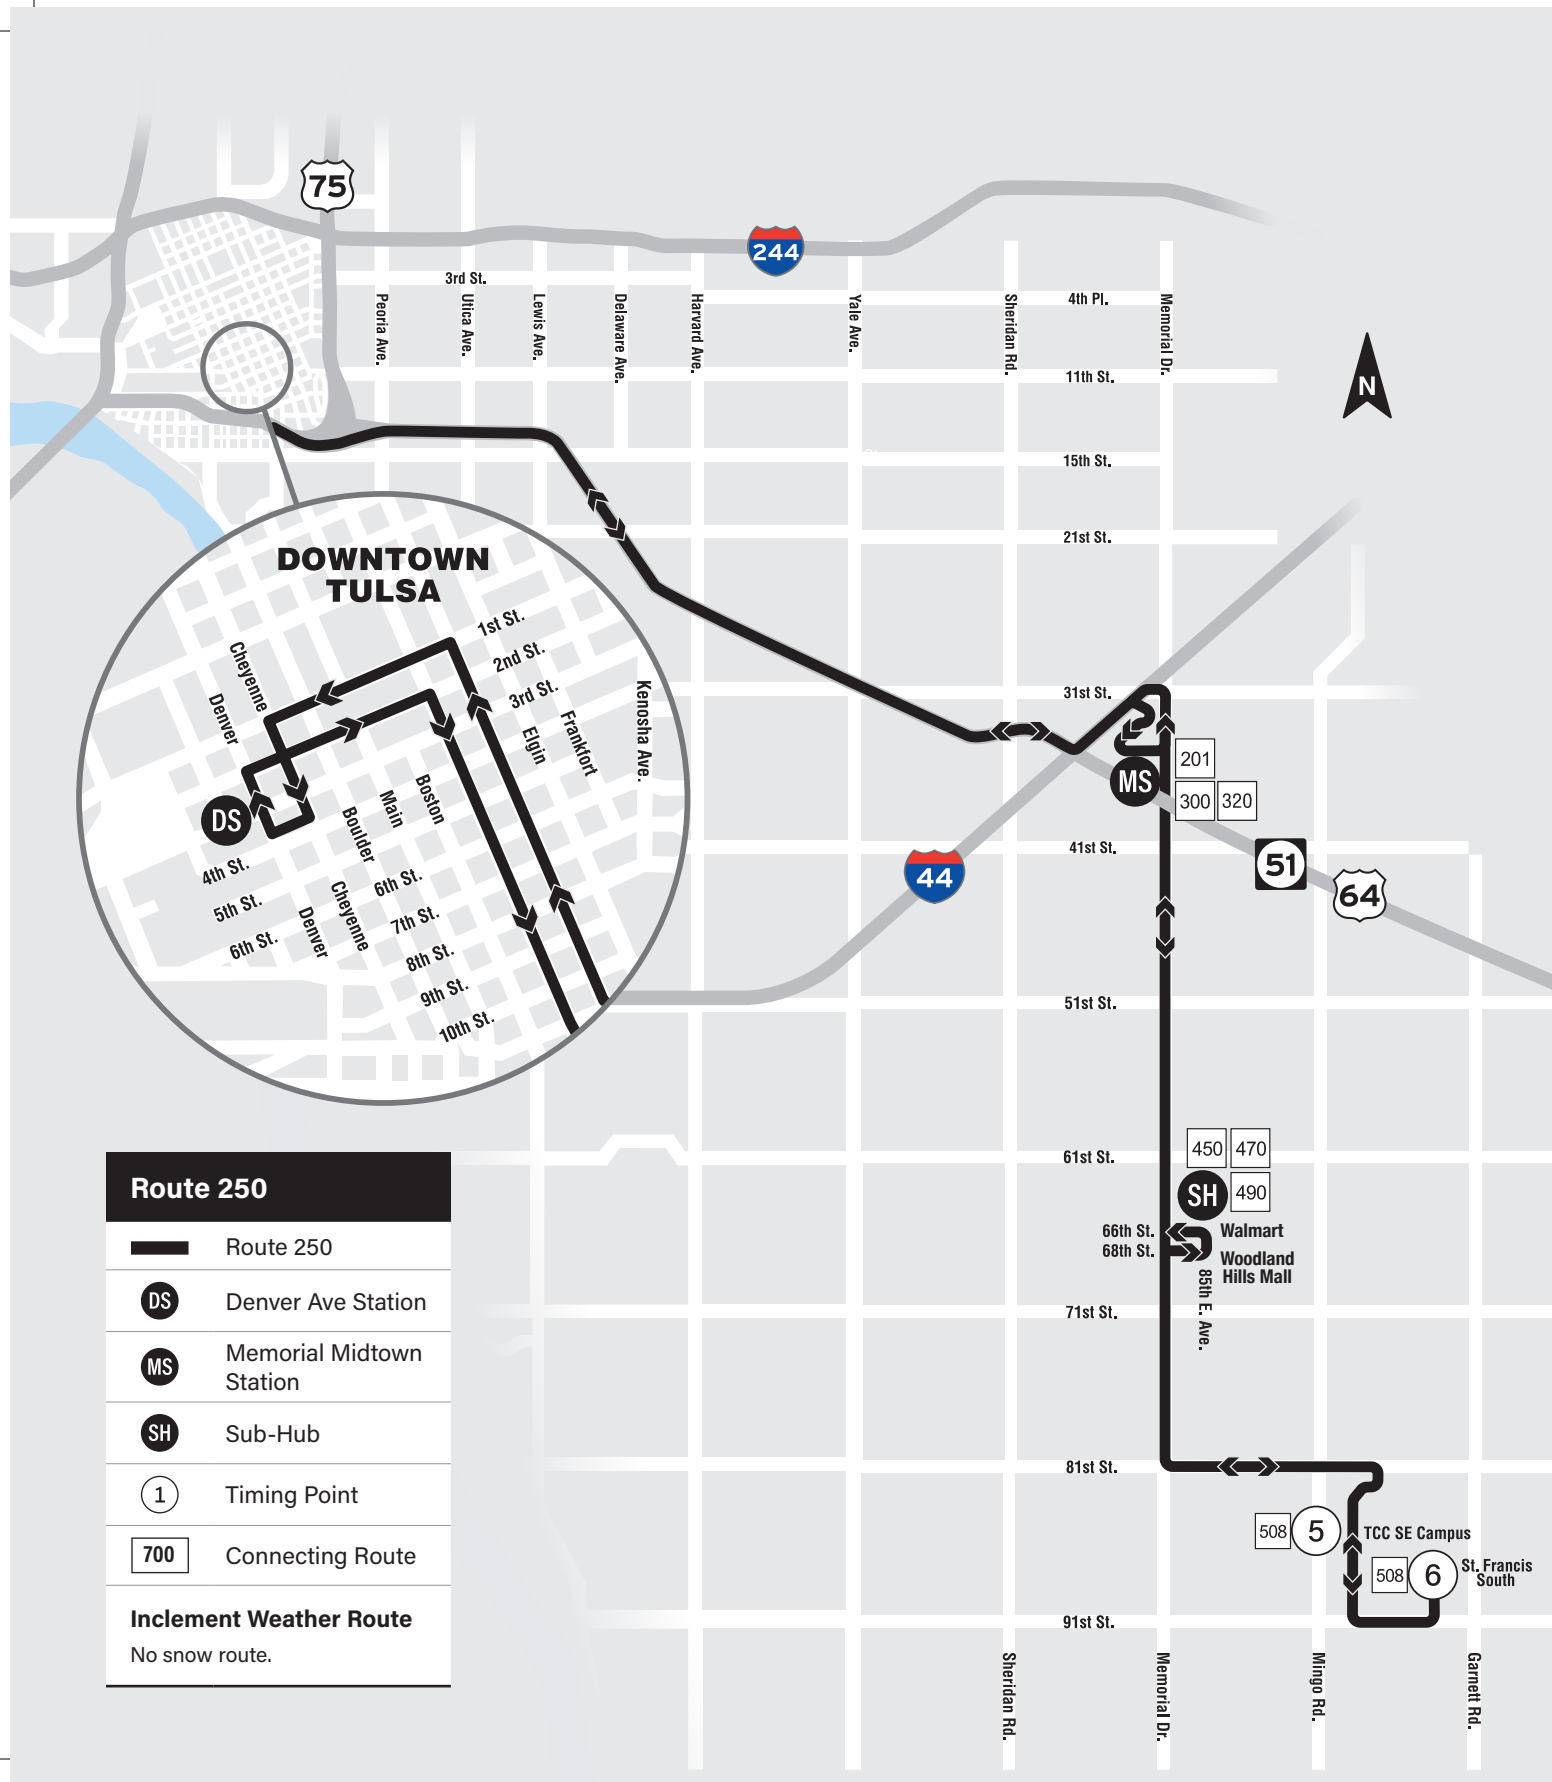 75
244
3rd St.
Peoria Ave.
Utica Ave.
Lewis Ave.
Delaware Ave.
Harvard Ave.
Yale Ave.
Sheridan Rd.
4th Pl.
Memorial Dr.
11th St.
N
15th St.
21st St.
31st St.
DOWNTOWN
TULSA
1st St.
2nd St.
3rd St.
Cheyenne
Denver
Elgin
Frankfort
Kenosha Ave.
DS
Boston
Main
Boulder
4th St.
5th St.
6th St.
Denver
Cheyenne
6th St.
7th St.
8th St.
9th St.
10th St.
MS
201
300
320
41st St.
44
51
64
51st St.
61st St.
450
470
SH
490
66th St.
68th St.
Walmart
Woodland
Hills Mall
85th E. Ave.
71st St.
81st St.
508
5
TCC SE Campus
508
6
St. Francis
South
91st St.
Sheridan Rd.
Memorial Dr.
Mingo Rd.
Garnett Rd.
Route 250
Route 250
DS
Denver Ave Station
MS
Memorial Midtown
Station
SH
Sub-Hub
1
Timing Point
700
Connecting Route
Inclement Weather Route
No snow route.